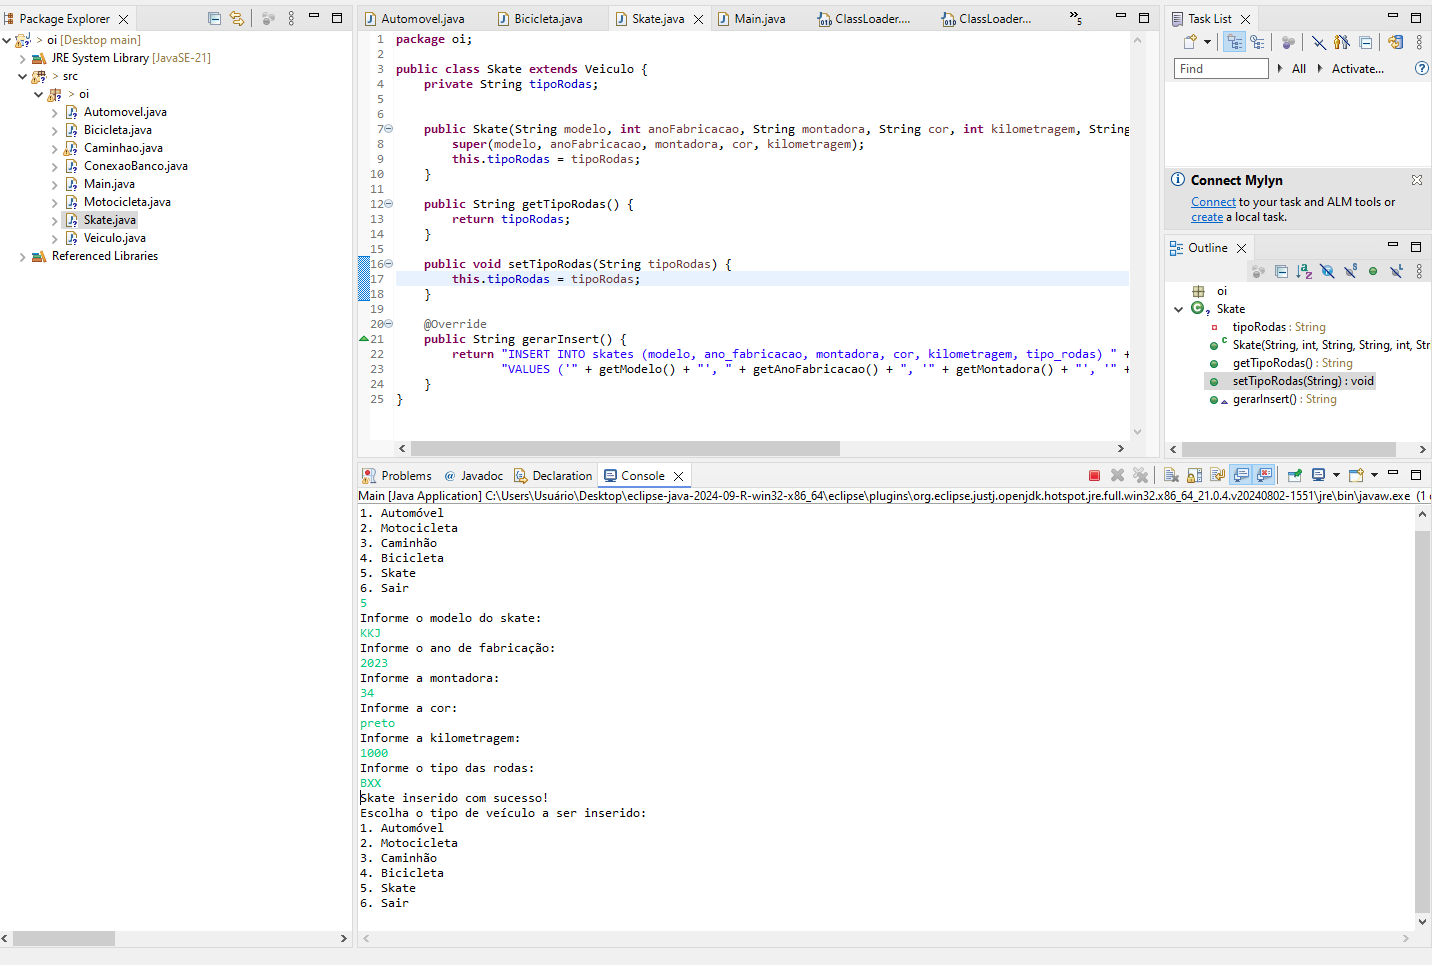 Package Explorer
> oi [Desktop main]
JRE System Library [JavaSE-21]
> src
> oi
Automovel.java
Bicicleta.java
Caminhao.java
ConexaoBanco.java
Main.java
Motocicleta.java
Skate.java
Veiculo.java
Referenced Libraries
Automovel.java
Bicicleta.java
Skate.java
Main.java
ClassLoader....
ClassLoader...
»5
1 package oi;
2
3 public class Skate extends Veiculo {
4 private String tipoRodas;
5
6
7 public Skate(String modelo, int anoFabricacao, String montadora, String cor, int kilometragem, String
8 super(modelo, anoFabricacao, montadora, cor, kilometragem);
9 this.tipoRodas = tipoRodas;
10 }
11
12 public String getTipoRodas() {
13 return tipoRodas;
14 }
15
16 public void setTipoRodas(String tipoRodas) {
17 this.tipoRodas = tipoRodas;
18 }
19
20 @Override
21 public String gerarInsert() {
22 return "INSERT INTO skates (modelo, ano_fabricacao, montadora, cor, kilometragem, tipo_rodas) " +
23 "VALUES ('" + getModelo() + "', " + getAnoFabricacao() + ", '" + getMontadora() + "', '" +
24 }
25 }
Task List
Find
All
Activate...
Connect Mylyn
Connect to your task and ALM tools or
create a local task.
Outline
oi
Skate
tipoRodas : String
Skate(String, int, String, String, int, Str
getTipoRodas() : String
setTipoRodas(String) : void
gerarInsert() : String
Problems
Javadoc
Declaration
Console
Main [Java Application] C:\Users\Usuário\Desktop\eclipse-java-2024-09-R-win32-x86_64\eclipse\plugins\org.eclipse.justj.openjdk.hotspot.jre.full.win32.x86_64_21.0.4.v20240802-1551\jre\bin\javaw.exe (1
1. Automóvel
2. Motocicleta
3. Caminhão
4. Bicicleta
5. Skate
6. Sair
5
Informe o modelo do skate:
KKJ
Informe o ano de fabricação:
2023
Informe a montadora:
34
Informe a cor:
preto
Informe a kilometragem:
1000
Informe o tipo das rodas:
BXX
Skate inserido com sucesso!
Escolha o tipo de veículo a ser inserido:
1. Automóvel
2. Motocicleta
3. Caminhão
4. Bicicleta
5. Skate
6. Sair